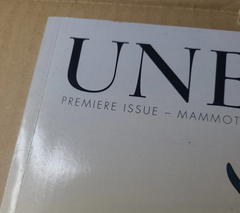 UNE
PREMIERE ISSUE – MAMMOT